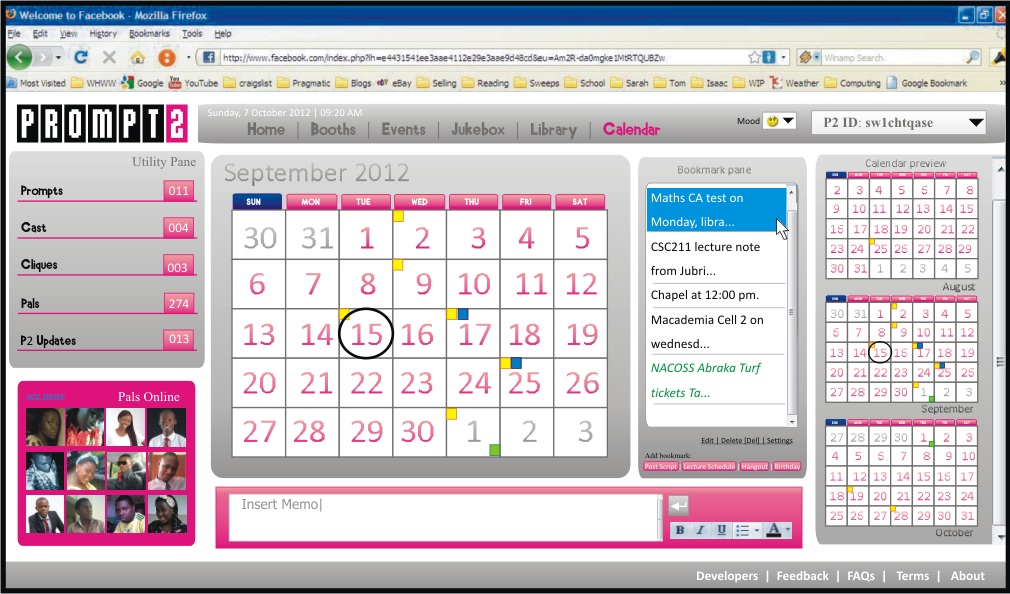 Welcome to Facebook - Mozilla Firefox
File Edit View History Bookmarks Tools Help
http://www.facebook.com/index.php?lh=e4431541ee3aae4112e29e3aae9d48cd&eu=Am2R-da0mgke1MtRTQUBZw
Winamp Search
Most Visited WHWW Google YouTube craigslist Pragmatic Blogs eBay Selling Reading Sweeps School Sarah Tom Isaac WIP Weather Computing Google Bookmark
PROMPT2
Sunday, 7 October 2012 | 09:20 AM
Home | Booths | Events | Jukebox | Library | Calendar
Mood
P2 ID: sw1chtqase
Utility Pane
Prompts 011
Cast 004
Cliques 003
Pals 274
P2 Updates 013
see more Pals Online
September 2012
SUN MON TUE WED THU FRI SAT
30 31 1 2 3 4 5
6 7 8 9 10 11 12
13 14 15 16 17 18 19
20 21 22 23 24 25 26
27 28 29 30 1 2 3
Insert Memo|
B I U A
Bookmark pane
Maths CA test on
Monday, libra...
CSC211 lecture note
from Jubri...
Chapel at 12:00 pm.
Macademia Cell 2 on
wednesd...
NACOSS Abraka Turf
tickets Ta...
Edit | Delete [Del] | Settings
Add bookmark:
Post Script | Lecture Schedule | Hangout | Birthday
Calendar preview
2 3 4 5 6 7 8
9 10 11 12 13 14 15
16 17 18 19 20 21 22
23 24 25 26 27 28 29
30 31 1 2 3 4 5
August
30 31 1 2 3 4 5
6 7 8 9 10 11 12
13 14 15 16 17 18 19
20 21 22 23 24 25 26
27 28 29 30 1 2 3
September
27 28 29 30 1 2 3
4 5 6 7 8 9 10
11 12 13 14 15 16 17
18 19 20 21 22 23 24
25 26 27 28 29 30 31
October
Developers | Feedback | FAQs | Terms | About